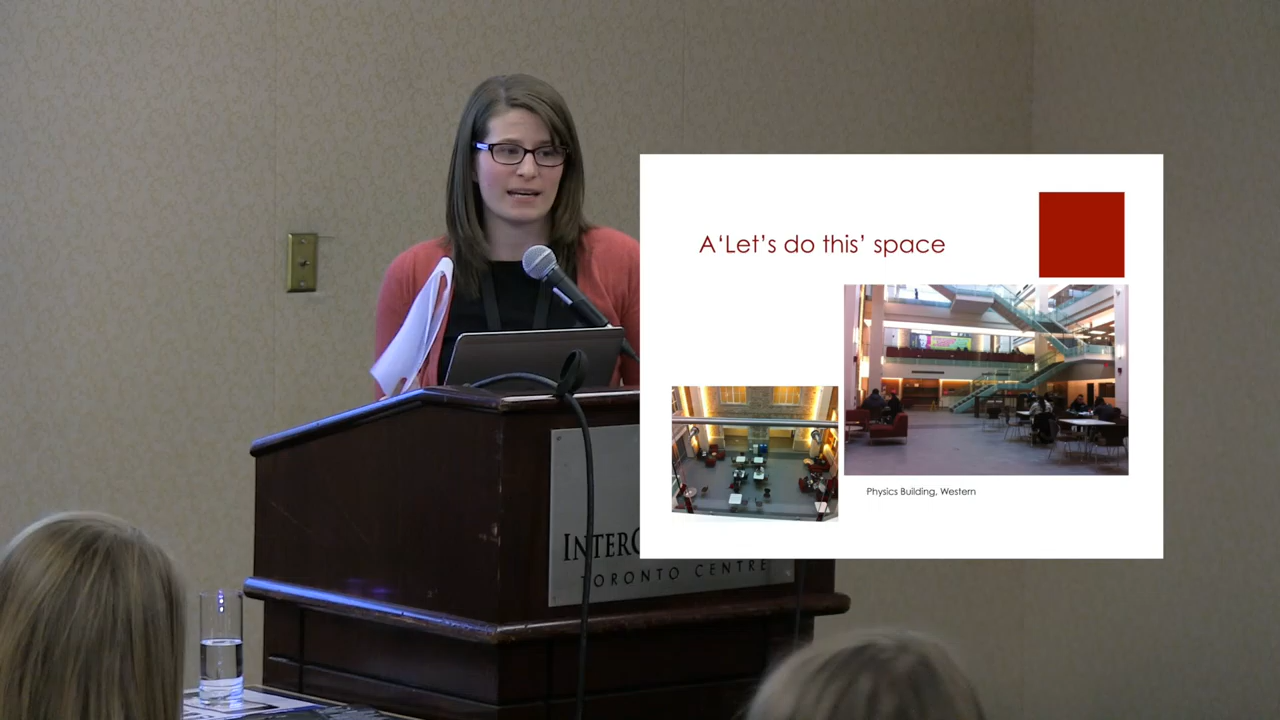 A‘Let’s do this’ space
Physics Building, Western
INTERC
TORONTO CENTRE